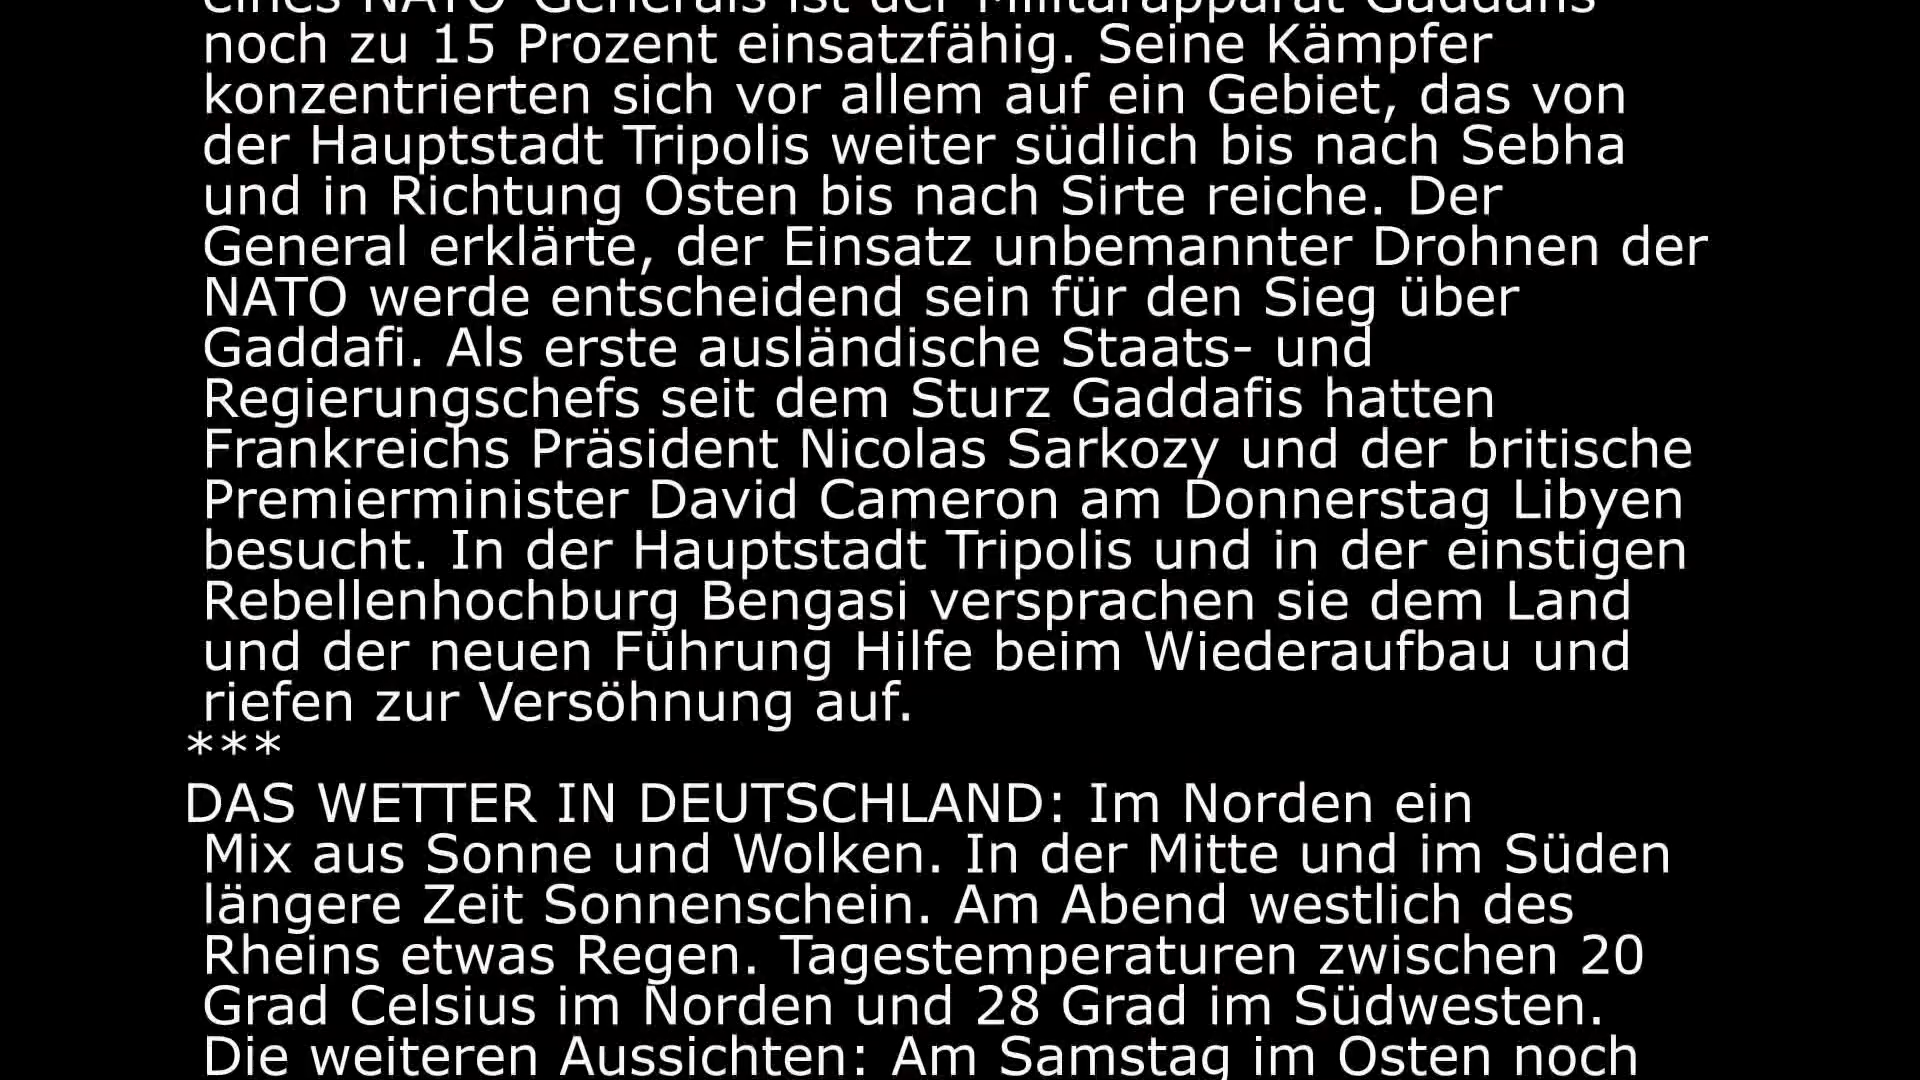 eines NATO-Generals ist der Militärapparat Gaddafis
noch zu 15 Prozent einsatzfähig. Seine Kämpfer
konzentrierten sich vor allem auf ein Gebiet, das von
der Hauptstadt Tripolis weiter südlich bis nach Sebha
und in Richtung Osten bis nach Sirte reiche. Der
General erklärte, der Einsatz unbemannter Drohnen der
NATO werde entscheidend sein für den Sieg über
Gaddafi. Als erste ausländische Staats- und
Regierungschefs seit dem Sturz Gaddafis hatten
Frankreichs Präsident Nicolas Sarkozy und der britische
Premierminister David Cameron am Donnerstag Libyen
besucht. In der Hauptstadt Tripolis und in der einstigen
Rebellenhochburg Bengasi versprachen sie dem Land
und der neuen Führung Hilfe beim Wiederaufbau und
riefen zur Versöhnung auf.
***
DAS WETTER IN DEUTSCHLAND: Im Norden ein
Mix aus Sonne und Wolken. In der Mitte und im Süden
längere Zeit Sonnenschein. Am Abend westlich des
Rheins etwas Regen. Tagestemperaturen zwischen 20
Grad Celsius im Norden und 28 Grad im Südwesten.
Die weiteren Aussichten: Am Samstag im Osten noch